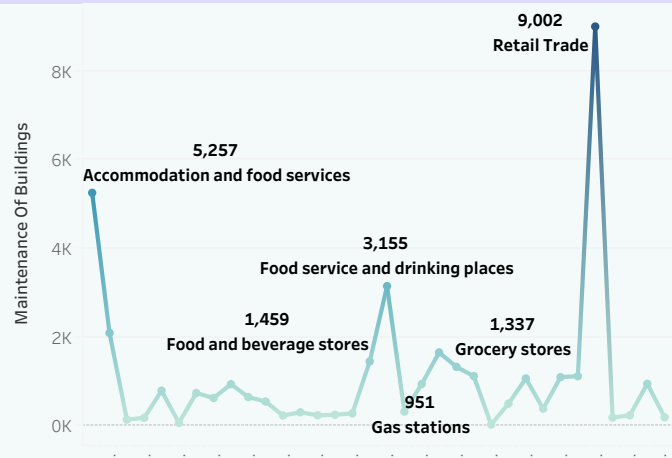 9,002
Retail Trade
8K
5,257
Accommodation and food services
6K
Maintenance Of Buildings
3,155
Food service and drinking places
4K
1,459
Food and beverage stores
1,337
Grocery stores
2K
951
Gas stations
0K